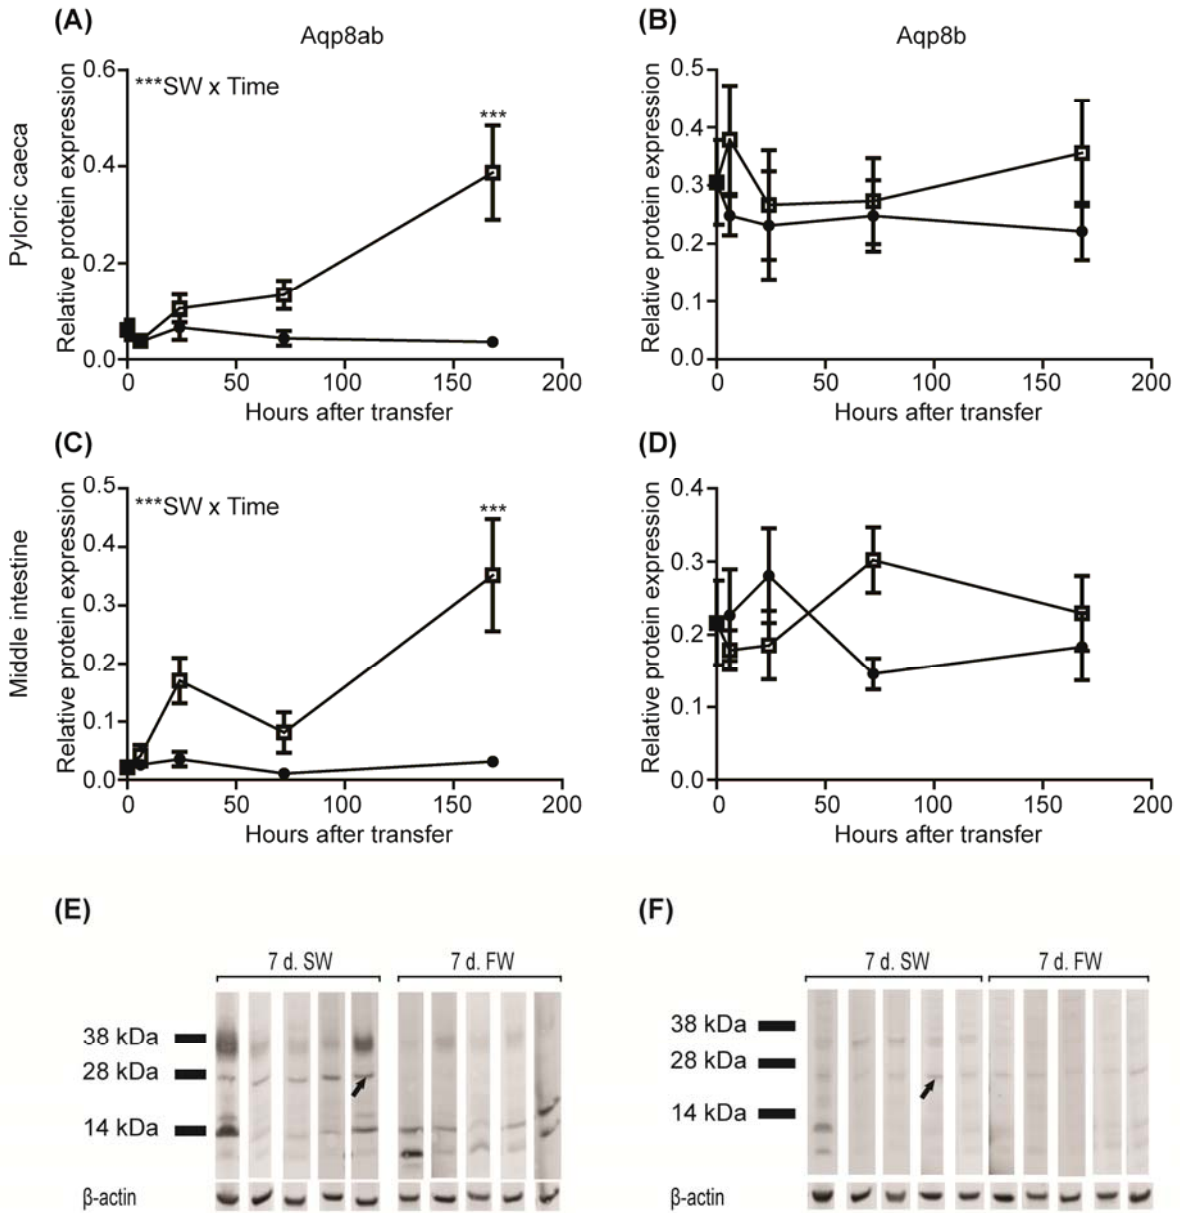 (A)
Aqp8ab
Pyloric caeca
Relative protein expression
0.6
0.4
0.2
0.0
***SW x Time
***
0 50 100 150 200
Hours after transfer
(B)
Aqp8b
Relative protein expression
0.5
0.4
0.3
0.2
0.1
0.0
0 50 100 150 200
Hours after transfer
(C)
Middle intestine
Relative protein expression
0.5
0.4
0.3
0.2
0.1
0.0
***SW x Time
***
0 50 100 150 200
Hours after transfer
(D)
Relative protein expression
0.4
0.3
0.2
0.1
0.0
0 50 100 150 200
Hours after transfer
(E)
7 d. SW 7 d. FW
38 kDa
28 kDa
14 kDa
β-actin
(F)
7 d. SW 7 d. FW
38 kDa
28 kDa
14 kDa
β-actin